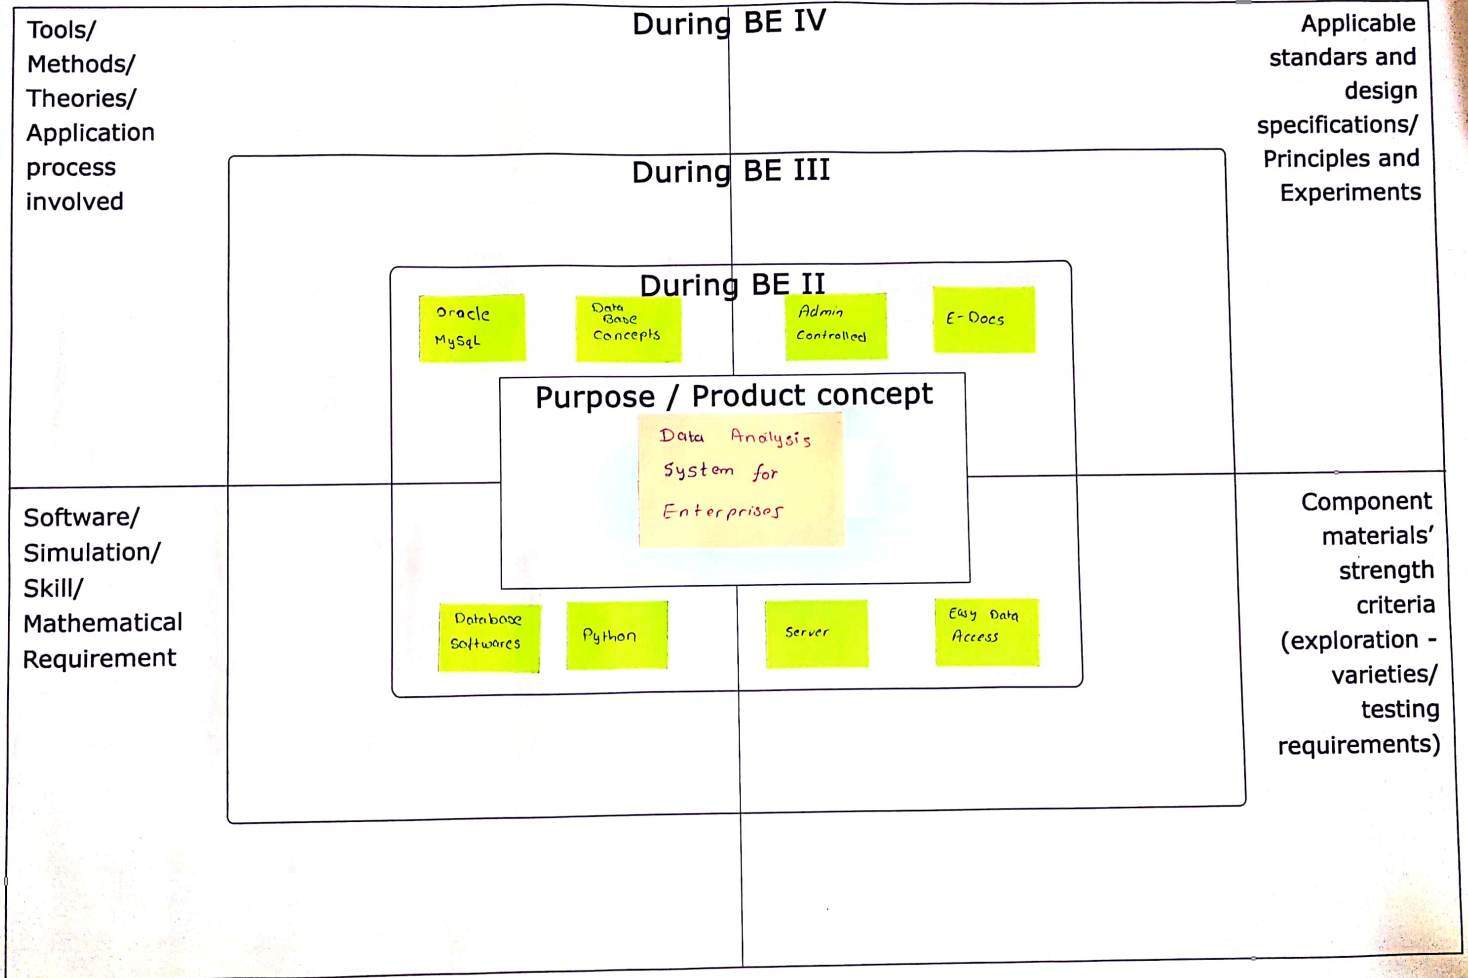 During BE IV
Tools/
Methods/
Theories/
Application
process
involved
Applicable
standars and
design
specifications/
Principles and
Experiments
During BE III
During BE II
Oracle
MySqL
Data
Base
Concepts
Admin
Controlled
E-Docs
Purpose / Product concept
Data Analysis
System for
Enterprises
Software/
Simulation/
Skill/
Mathematical
Requirement
Component
materials’
strength
criteria
(exploration -
varieties/
testing
requirements)
Database
Softwares
Python
Server
Easy Data
Access